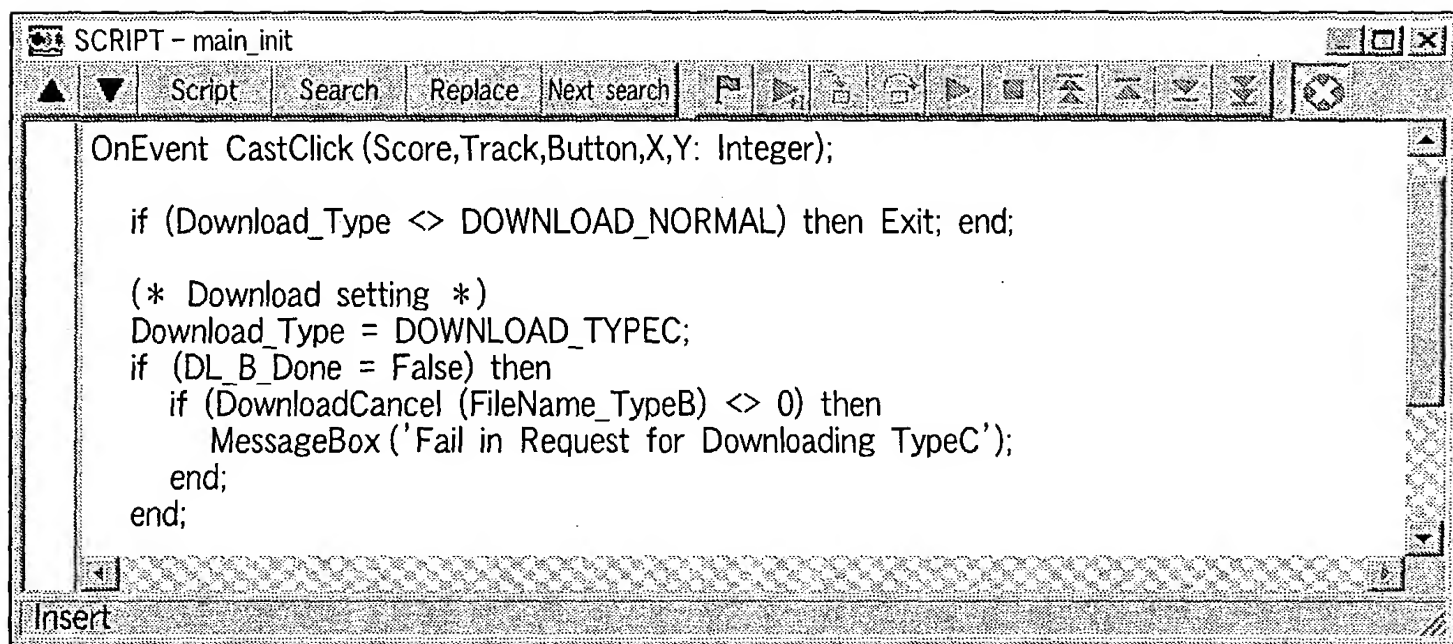 SCRIPT – main_init
Script Search Replace Next search
OnEvent CastClick (Score,Track,Button,X,Y: Integer);
if (Download_Type <> DOWNLOAD_NORMAL) then Exit; end;
(* Download setting *)
Download_Type = DOWNLOAD_TYPEC;
if (DL_B_Done = False) then
if (DownloadCancel (FileName_TypeB) <> 0) then
MessageBox ('Fail in Request for Downloading TypeC');
end;
end;
Insert